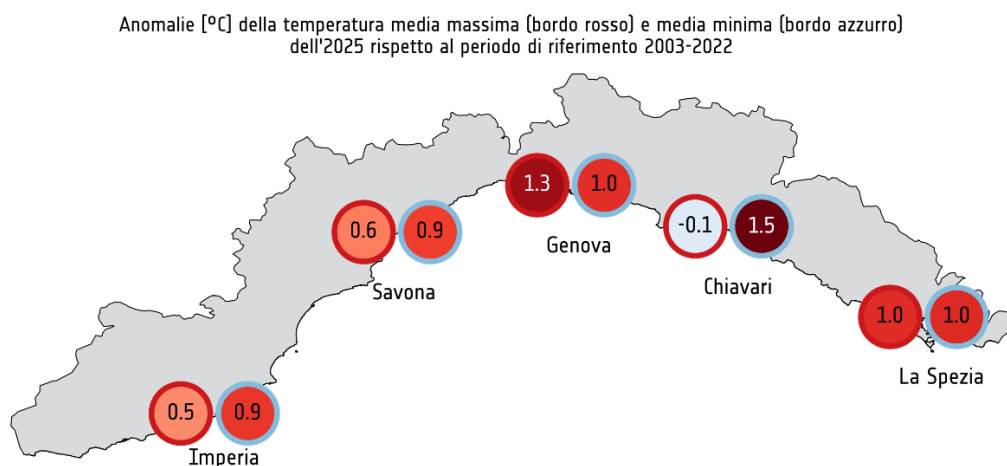 Anomalie [°C] della temperatura media massima (bordo rosso) e media minima (bordo azzurro)
dell'2025 rispetto al periodo di riferimento 2003-2022
1.3 1.0
Genova
0.6 0.9
Savona
-0.1 1.5
Chiavari
1.0 1.0
La Spezia
0.5 0.9
Imperia